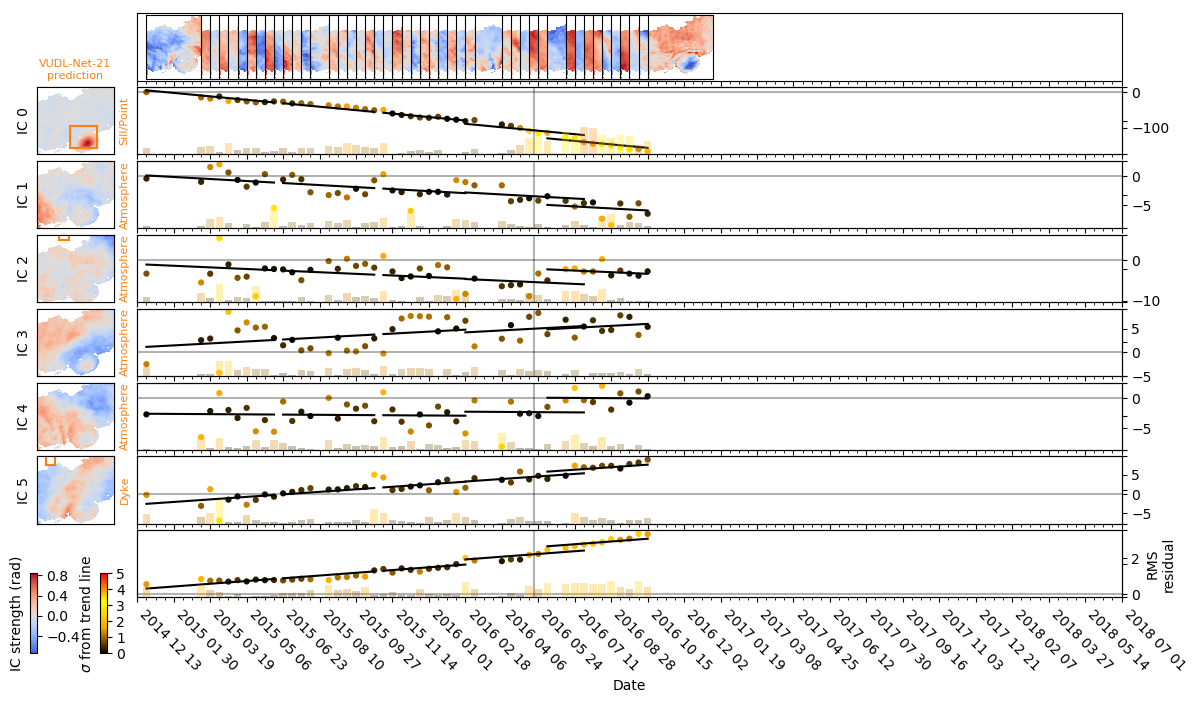 VUDL-Net-21
prediction
IC 0
Sill/Point
0
−100
IC 1
Atmosphere
0
−5
IC 2
Atmosphere
0
−10
IC 3
Atmosphere
5
0
−5
IC 4
Atmosphere
0
−5
IC 5
Dyke
5
0
−5
2
0
RMS
residual
IC strength (rad)
0.8
0.4
0.0
−0.4
σ from trend line
5
4
3
2
1
0
2014 12 13
2015 01 30
2015 03 19
2015 05 06
2015 06 23
2015 08 10
2015 09 27
2015 11 14
2016 01 01
2016 02 18
2016 04 06
2016 05 24
2016 07 11
2016 08 28
2016 10 15
2016 12 02
2017 01 19
2017 03 08
2017 04 25
2017 06 12
2017 07 30
2017 09 16
2017 11 03
2017 12 21
2018 02 07
2018 03 27
2018 05 14
2018 07 01
Date